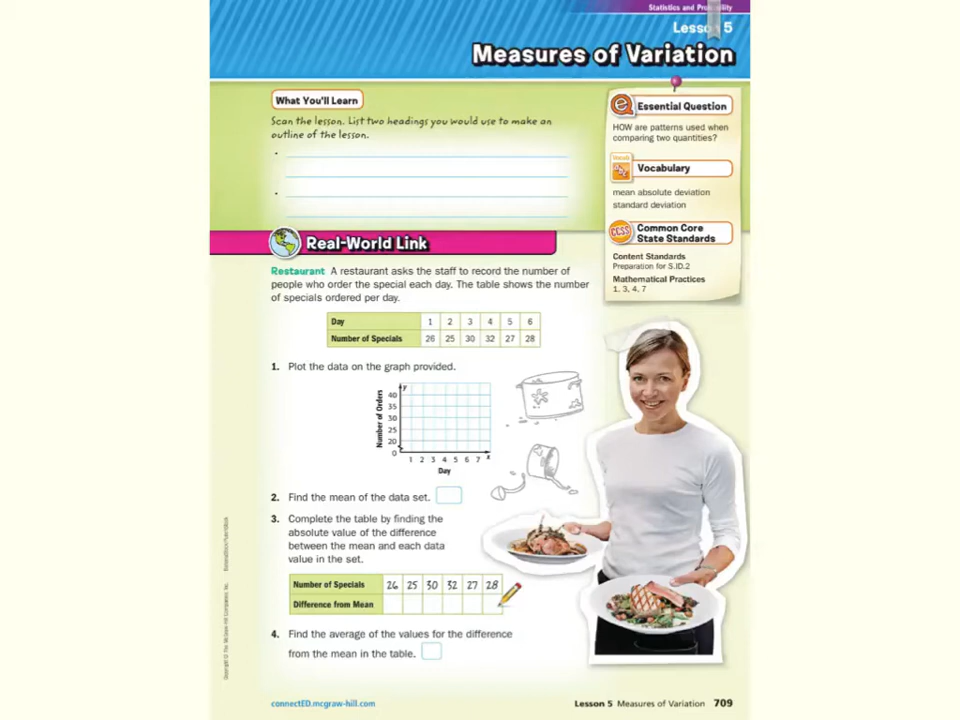 Statistics and Probability
Lesson 5
Measures of Variation
What You'll Learn
Scan the lesson. List two headings you would use to make an
outline of the lesson.
•
•
Essential Question
HOW are patterns used when
comparing two quantities?
Vocab
abc
Vocabulary
mean absolute deviation
standard deviation
CCSS
Common Core
State Standards
Content Standards
Preparation for S.ID.2
Mathematical Practices
1, 3, 4, 7
Real-World Link
Restaurant A restaurant asks the staff to record the number of
people who order the special each day. The table shows the number
of specials ordered per day.
Day 1 2 3 4 5 6
Number of Specials 26 25 30 32 27 28
1. Plot the data on the graph provided.
y
40
35
30
25
20
0
Number of Orders
1 2 3 4 5 6 7 x
Day
2. Find the mean of the data set.
3. Complete the table by finding the
absolute value of the difference
between the mean and each data
value in the set.
Number of Specials 26 25 30 32 27 28
Difference from Mean
4. Find the average of the values for the difference
from the mean in the table.
connectED.mcgraw-hill.com
Lesson 5 Measures of Variation 709